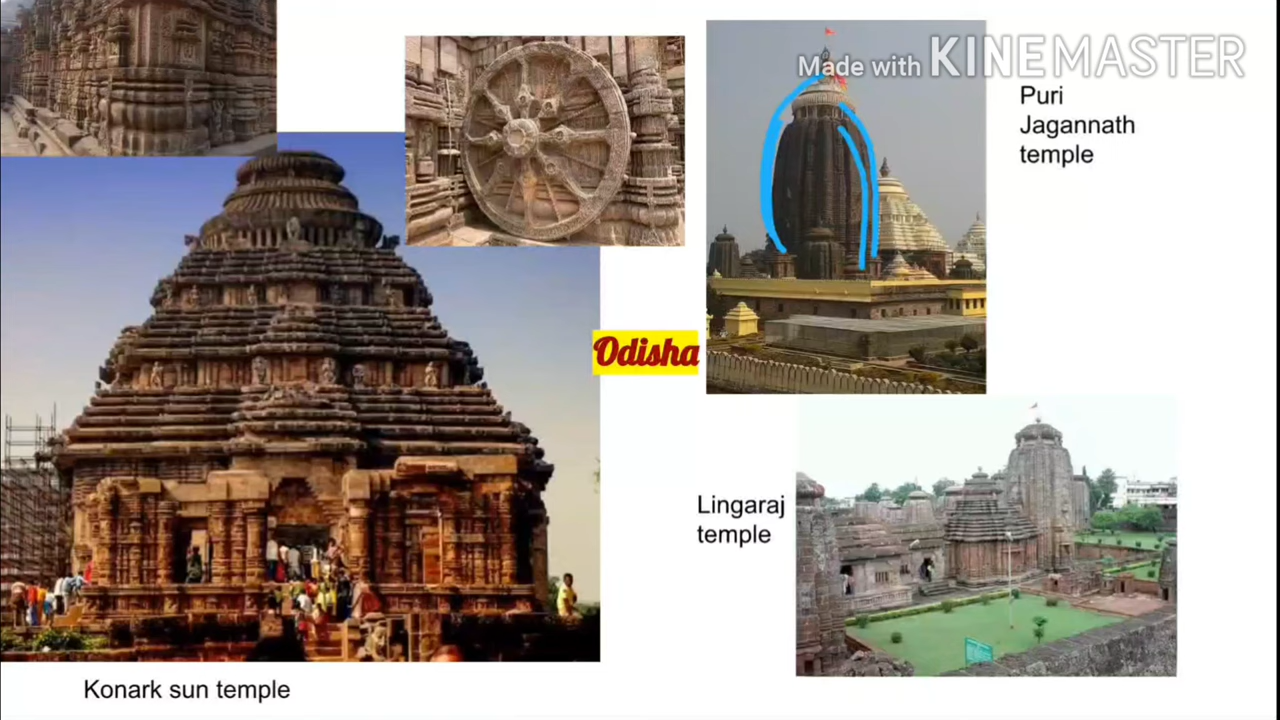 Made with KINEMASTER
Puri
Jagannath
temple
Odisha
Lingaraj
temple
Konark sun temple